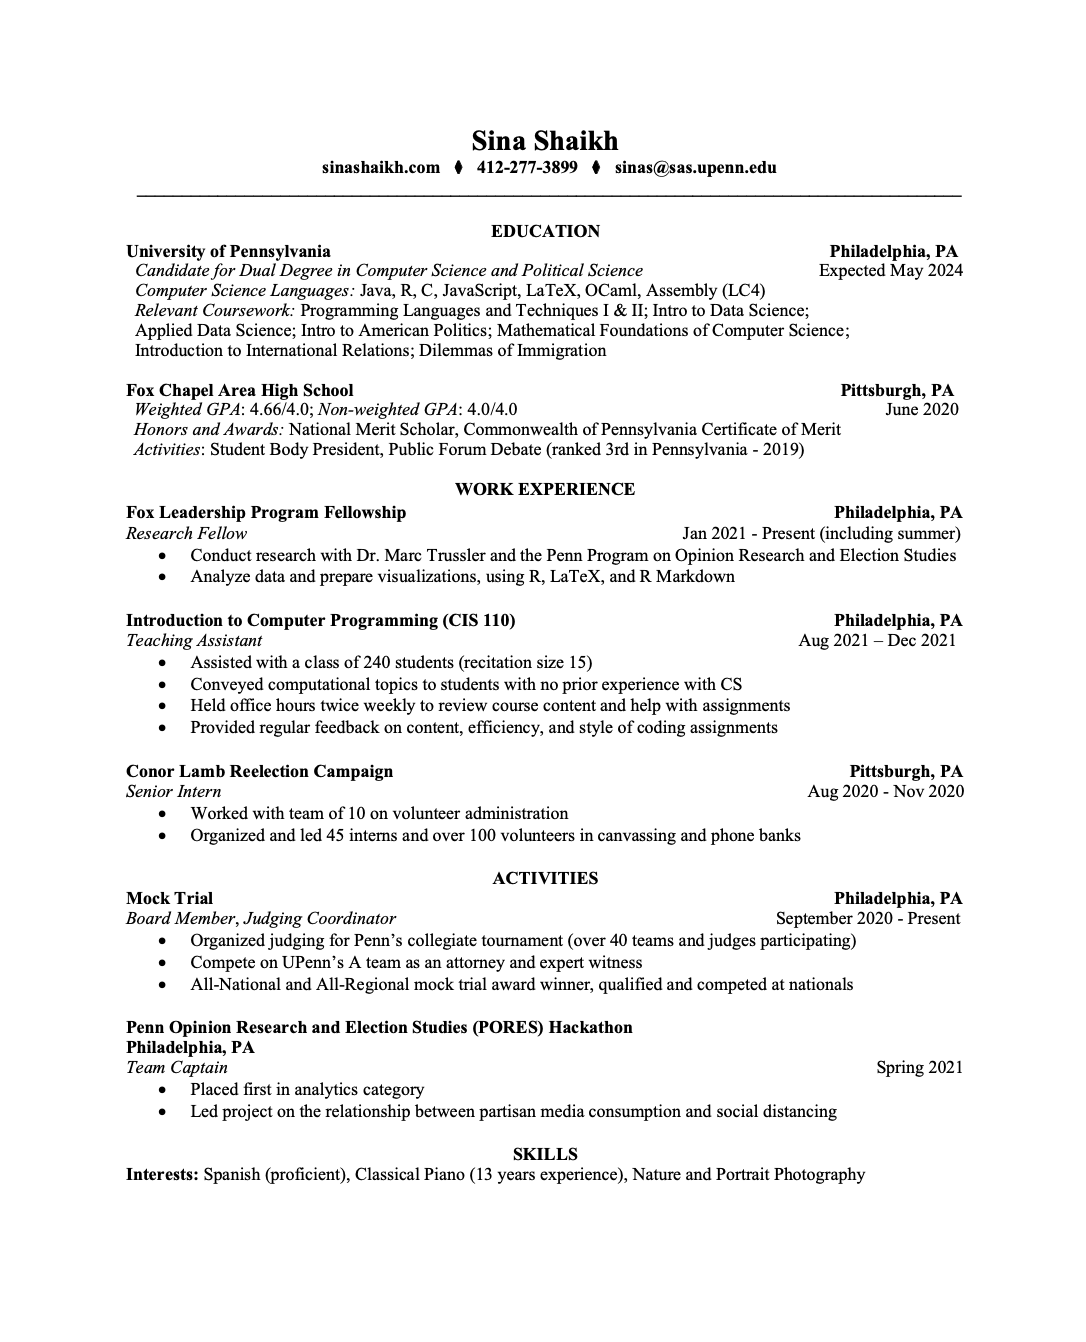 Sina Shaikh
sinashaikh.com ⧫ 412-277-3899 ⧫ sinas@sas.upenn.edu
EDUCATION
University of Pennsylvania Philadelphia, PA
Candidate for Dual Degree in Computer Science and Political Science Expected May 2024
Computer Science Languages: Java, R, C, JavaScript, LaTeX, OCaml, Assembly (LC4)
Relevant Coursework: Programming Languages and Techniques I & II; Intro to Data Science;
Applied Data Science; Intro to American Politics; Mathematical Foundations of Computer Science;
Introduction to International Relations; Dilemmas of Immigration
Fox Chapel Area High School Pittsburgh, PA
Weighted GPA: 4.66/4.0; Non-weighted GPA: 4.0/4.0 June 2020
Honors and Awards: National Merit Scholar, Commonwealth of Pennsylvania Certificate of Merit
Activities: Student Body President, Public Forum Debate (ranked 3rd in Pennsylvania - 2019)
WORK EXPERIENCE
Fox Leadership Program Fellowship Philadelphia, PA
Research Fellow Jan 2021 - Present (including summer)
• Conduct research with Dr. Marc Trussler and the Penn Program on Opinion Research and Election Studies
• Analyze data and prepare visualizations, using R, LaTeX, and R Markdown
Introduction to Computer Programming (CIS 110) Philadelphia, PA
Teaching Assistant Aug 2021 – Dec 2021
• Assisted with a class of 240 students (recitation size 15)
• Conveyed computational topics to students with no prior experience with CS
• Held office hours twice weekly to review course content and help with assignments
• Provided regular feedback on content, efficiency, and style of coding assignments
Conor Lamb Reelection Campaign Pittsburgh, PA
Senior Intern Aug 2020 - Nov 2020
• Worked with team of 10 on volunteer administration
• Organized and led 45 interns and over 100 volunteers in canvassing and phone banks
ACTIVITIES
Mock Trial Philadelphia, PA
Board Member, Judging Coordinator September 2020 - Present
• Organized judging for Penn’s collegiate tournament (over 40 teams and judges participating)
• Compete on UPenn’s A team as an attorney and expert witness
• All-National and All-Regional mock trial award winner, qualified and competed at nationals
Penn Opinion Research and Election Studies (PORES) Hackathon
Philadelphia, PA
Team Captain Spring 2021
• Placed first in analytics category
• Led project on the relationship between partisan media consumption and social distancing
SKILLS
Interests: Spanish (proficient), Classical Piano (13 years experience), Nature and Portrait Photography